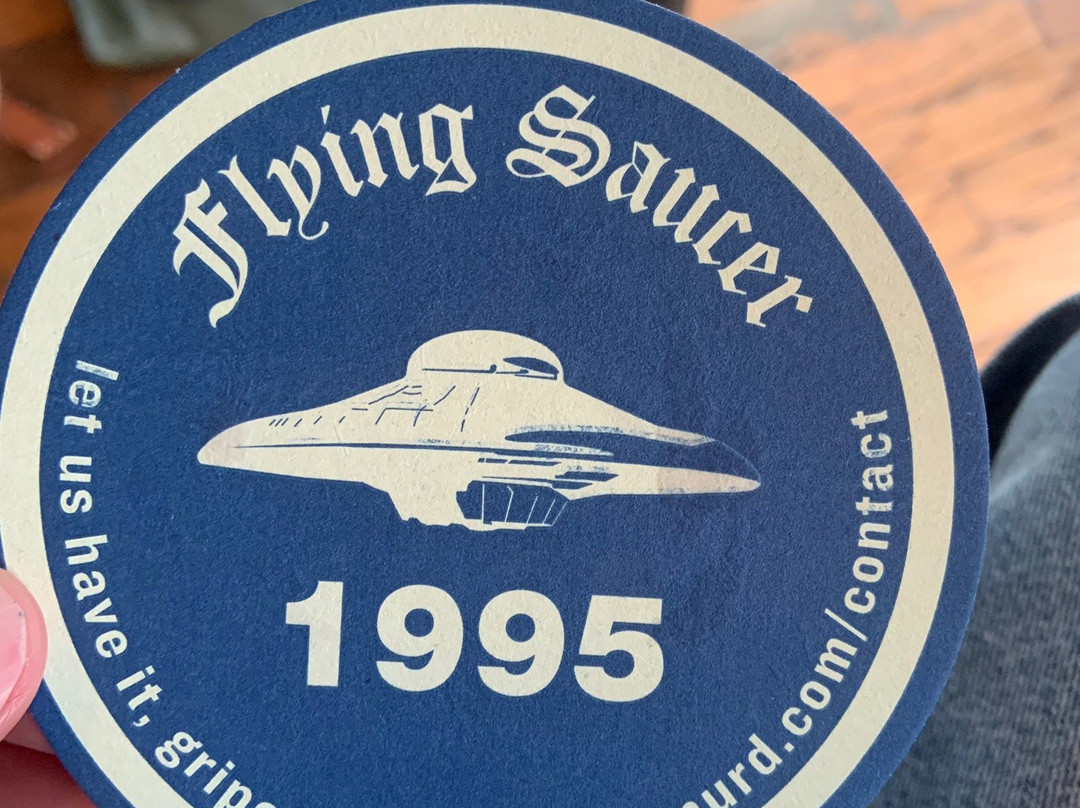 Flying Saucer
1995
let us have it, grip
urd.com/contact